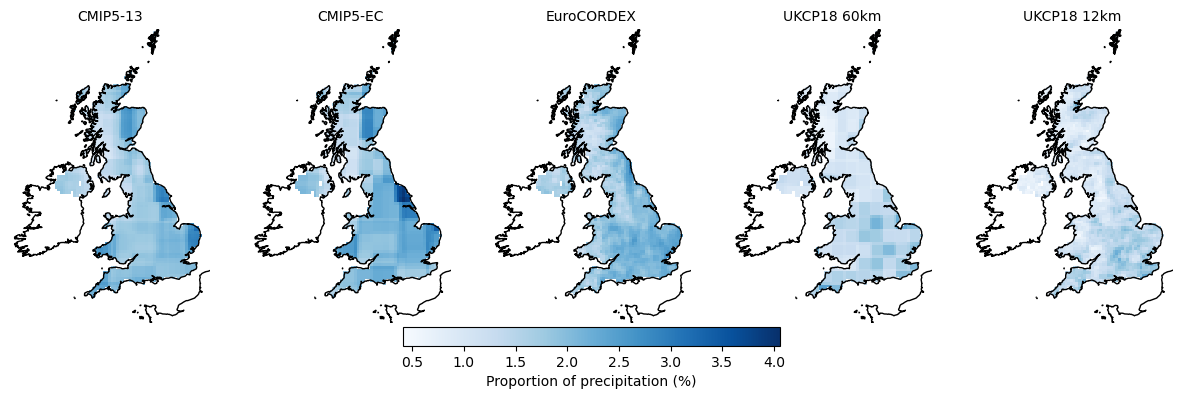 CMIP5-13 CMIP5-EC EuroCORDEX UKCP18 60km UKCP18 12km
0.5 1.0 1.5 2.0 2.5 3.0 3.5 4.0
Proportion of precipitation (%)